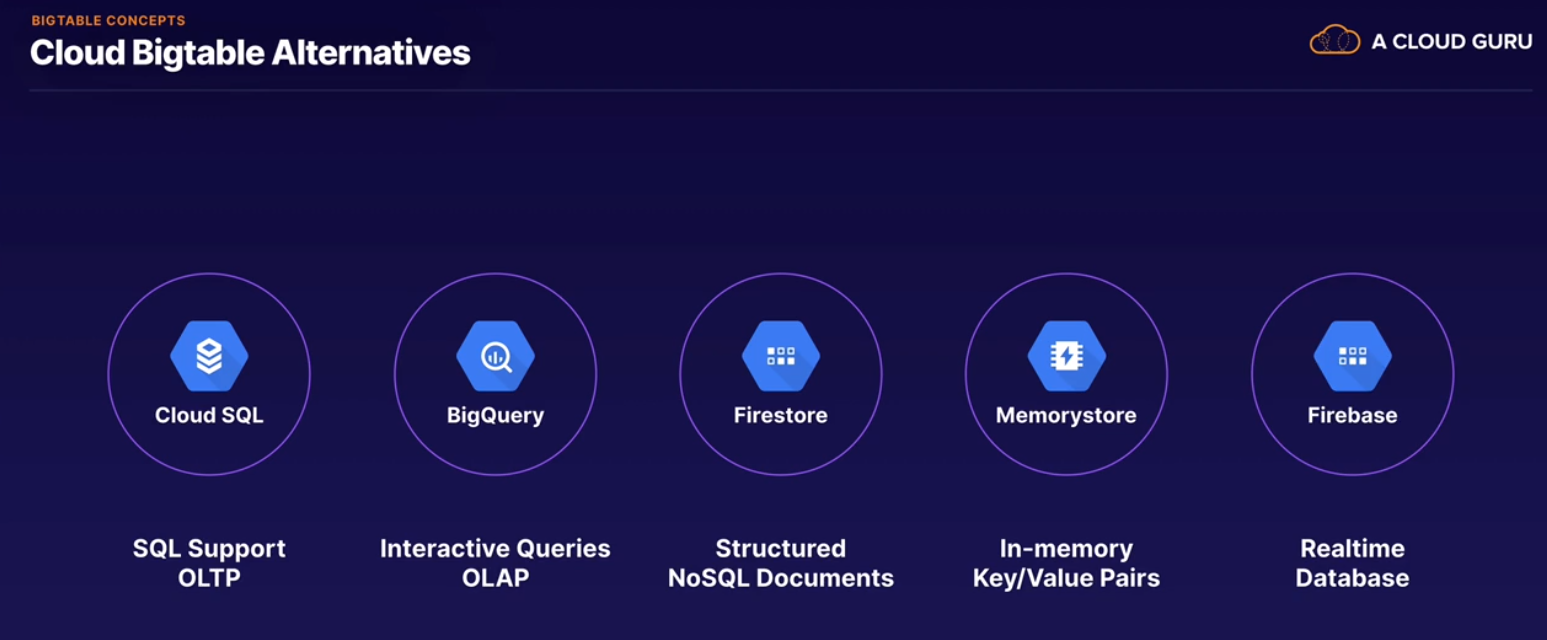 BIGTABLE CONCEPTS
Cloud Bigtable Alternatives
A CLOUD GURU
Cloud SQL
BigQuery
Firestore
Memorystore
Firebase
SQL Support
OLTP
Interactive Queries
OLAP
Structured
NoSQL Documents
In-memory
Key/Value Pairs
Realtime
Database